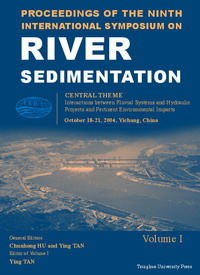 PROCEEDINGS OF THE NINTH
INTERNATIONAL SYMPOSIUM ON
RIVER
SEDIMENTATION
CENTRAL THEME
Interactions between Fluvial Systems and Hydraulic
Projects and Pertinent Environmental Impacts
October 18-21, 2004, Yichang, China
General Editors
Chunhong HU and Ying TAN
Editor of Volume I
Ying TAN
Volume I
Tsinghua University Press